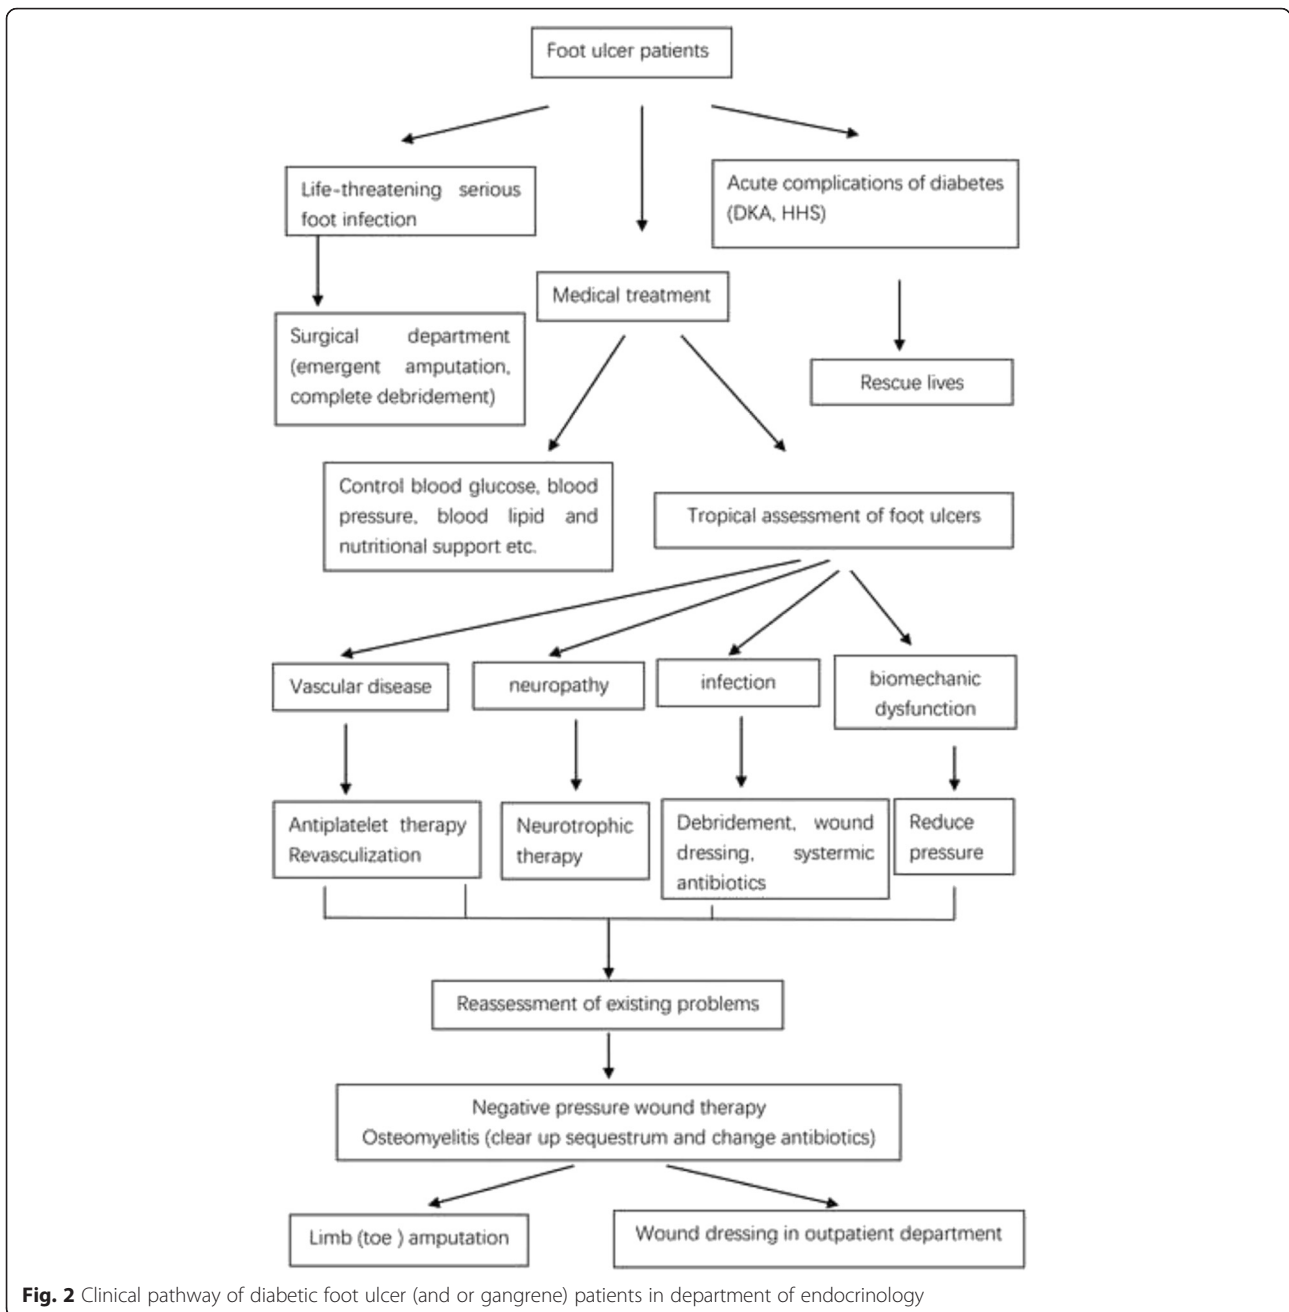 Foot ulcer patients
Life-threatening serious
foot infection
Acute complications of diabetes
(DKA, HHS)
Medical treatment
Surgical department
(emergent amputation,
complete debridement)
Rescue lives
Control blood glucose, blood
pressure, blood lipid and
nutritional support etc.
Tropical assessment of foot ulcers
Vascular disease
neuropathy
infection
biomechanic
dysfunction
Antiplatelet therapy
Revasculization
Neurotrophic
therapy
Debridement, wound
dressing, systermic
antibiotics
Reduce
pressure
Reassessment of existing problems
Negative pressure wound therapy
Osteomyelitis (clear up sequestrum and change antibiotics)
Limb (toe ) amputation
Wound dressing in outpatient department
Fig. 2 Clinical pathway of diabetic foot ulcer (and or gangrene) patients in department of endocrinology